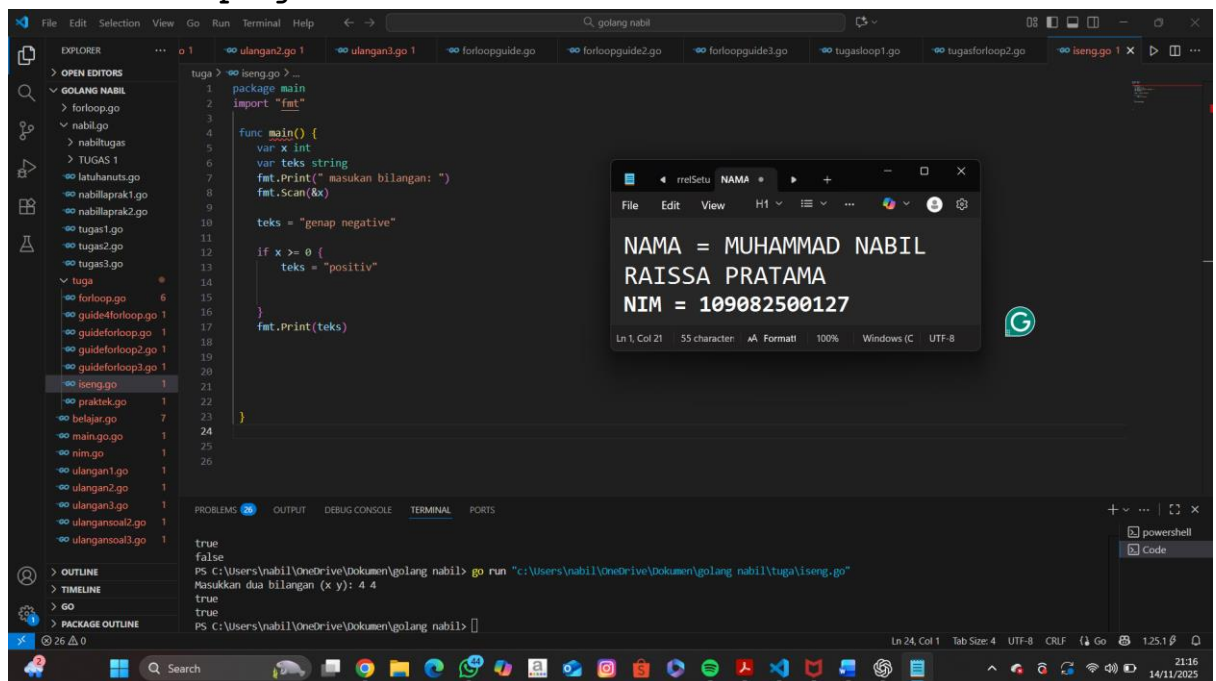 File Edit Selection View Go Run Terminal Help
golang nabil
EXPLORER
o 1 ulangan2.go 1 ulangan3.go 1 forloopguide.go forloopguide2.go forloopguide3.go tugasloop1.go tugasforloop2.go iseng.go 1
OPEN EDITORS
GOLANG NABIL
forloop.go
nabil.go
nabiltugas
TUGAS 1
latuhanuts.go
nabillaprak1.go
nabillaprak2.go
tugas1.go
tugas2.go
tugas3.go
tuga
forloop.go 6
guide4forloop.go 1
guideforloop.go 1
guideforloop2.go 1
guideforloop3.go 1
iseng.go 1
praktek.go 1
belajar.go 7
main.go.go 1
nim.go 1
ulangan1.go 1
ulangan2.go 1
ulangan3.go 1
ulangansoal2.go 1
ulangansoal3.go 1
OUTLINE
TIMELINE
GO
PACKAGE OUTLINE
tuga > iseng.go > ...
1 package main
2 import "fmt"
3
4 func main() {
5 var x int
6 var teks string
7 fmt.Print(" masukan bilangan: ")
8 fmt.Scan(&x)
9
10 teks = "genap negative"
11
12 if x >= 0 {
13 teks = "positiv"
14
15
16 }
17 fmt.Print(teks)
18
19
20
21
22
23 }
24
25
26
rrelSetu NAMA
File Edit View H1
NAMA = MUHAMMAD NABIL
RAISSA PRATAMA
NIM = 109082500127
Ln 1, Col 21 55 character Formatt 100% Windows (C UTF-8
PROBLEMS 26 OUTPUT DEBUG CONSOLE TERMINAL PORTS
powershell
Code
true
false
PS C:\Users\nabil\OneDrive\Dokumen\golang nabil> go run "c:\Users\nabil\OneDrive\Dokumen\golang nabil\tuga\iseng.go"
Masukkan dua bilangan (x y): 4 4
true
true
PS C:\Users\nabil\OneDrive\Dokumen\golang nabil>
26 0
Ln 24, Col 1 Tab Size: 4 UTF-8 CRLF Go 1.25.1
Search
21:16
14/11/2025